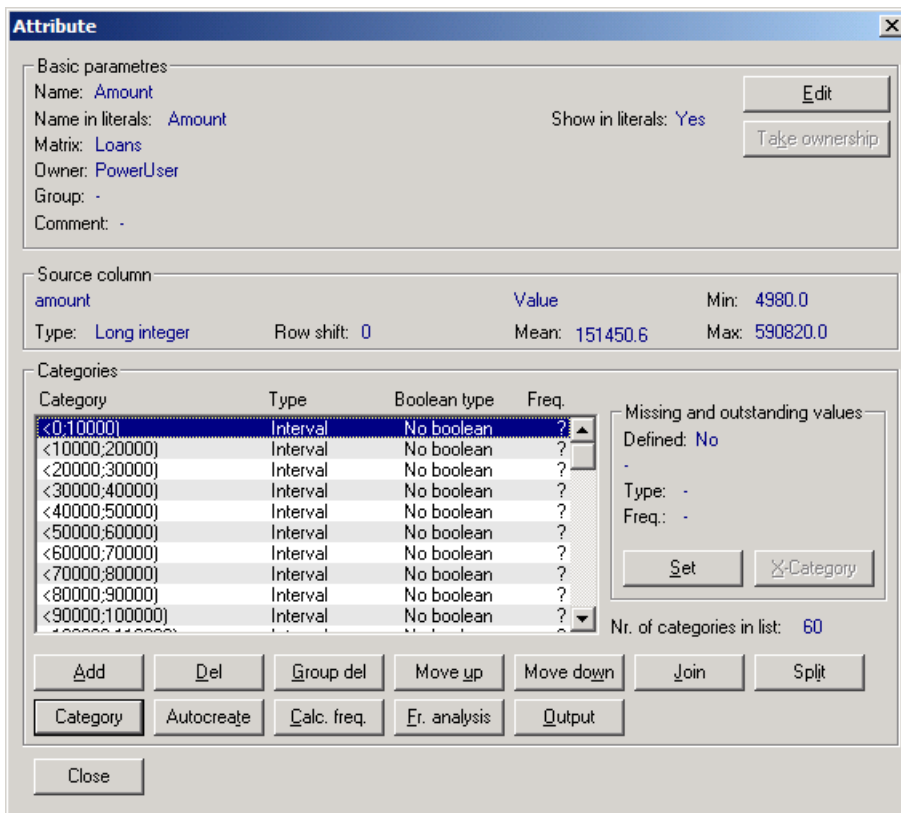 Attribute
Basic parametres
Name: Amount
Edit
Name in literals: Amount
Show in literals: Yes
Take ownership
Matrix: Loans
Owner: PowerUser
Group: -
Comment: -
Source column
amount
Value
Min: 4980.0
Type: Long integer
Row shift: 0
Mean: 151450.6
Max: 590820.0
Categories
Category Type Boolean type Freq.
<0;10000) Interval No boolean ?
<10000;20000) Interval No boolean ?
<20000;30000) Interval No boolean ?
<30000;40000) Interval No boolean ?
<40000;50000) Interval No boolean ?
<50000;60000) Interval No boolean ?
<60000;70000) Interval No boolean ?
<70000;80000) Interval No boolean ?
<80000;90000) Interval No boolean ?
<90000;100000) Interval No boolean ?
Missing and outstanding values
Defined: No
-
Type: -
Freq.: -
Set X-Category
Nr. of categories in list: 60
Add Del Group del Move up Move down Join Split
Category Autocreate Calc. freq. Fr. analysis Output
Close